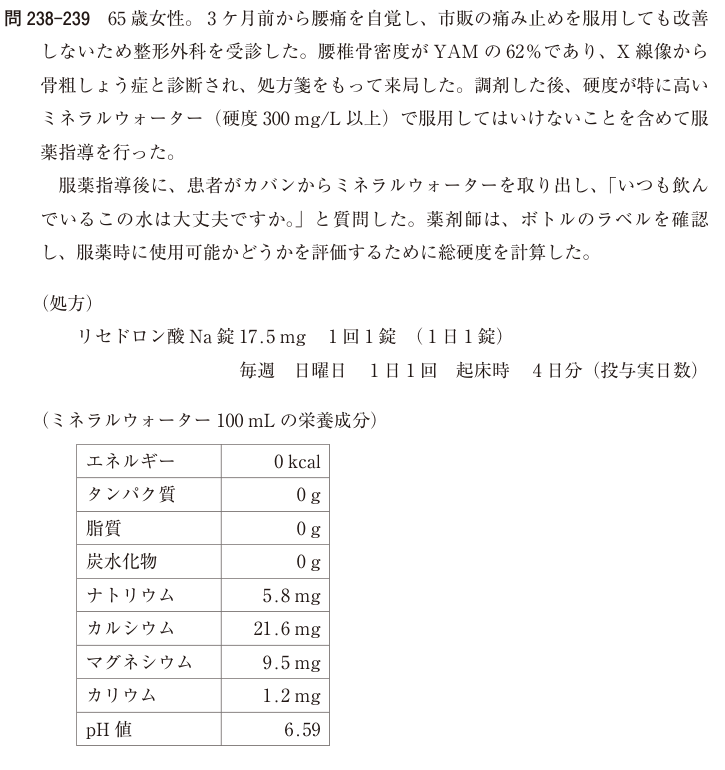 問 238-239 65歳女性。3ケ月前から腰痛を自覚し、市販の痛み止めを服用しても改善
しないため整形外科を受診した。腰椎骨密度が YAM の 62%であり、X 線像から
骨粗しょう症と診断され、処方箋をもって来局した。調剤した後、硬度が特に高い
ミネラルウォーター（硬度 300 mg/L 以上）で服用してはいけないことを含めて服
薬指導を行った。
服薬指導後に、患者がカバンからミネラルウォーターを取り出し、「いつも飲ん
でいるこの水は大丈夫ですか。」と質問した。薬剤師は、ボトルのラベルを確認
し、服薬時に使用可能かどうかを評価するために総硬度を計算した。
（処方）
リセドロン酸 Na 錠 17.5 mg 1回1錠 （1日1錠）
毎週 日曜日 1日1回 起床時 4日分（投与実日数）
（ミネラルウォーター 100 mL の栄養成分）
エネルギー 0 kcal
タンパク質 0 g
脂質 0 g
炭水化物 0 g
ナトリウム 5.8 mg
カルシウム 21.6 mg
マグネシウム 9.5 mg
カリウム 1.2 mg
pH 値 6.59